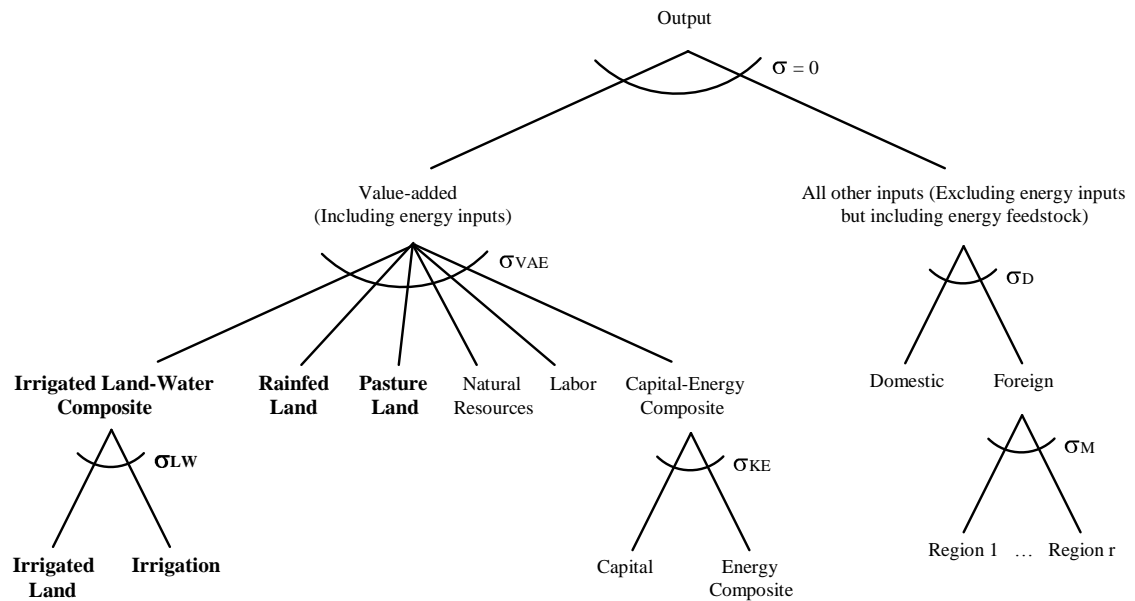 Output
σ = 0
Value-added
(Including energy inputs)
All other inputs (Excluding energy inputs
but including energy feedstock)
σVAE
σD
Irrigated Land-Water
Composite
Rainfed
Land
Pasture
Land
Natural
Resources
Labor
Capital-Energy
Composite
Domestic
Foreign
σLW
σKE
σM
Irrigated
Land
Irrigation
Capital
Energy
Composite
Region 1 … Region r